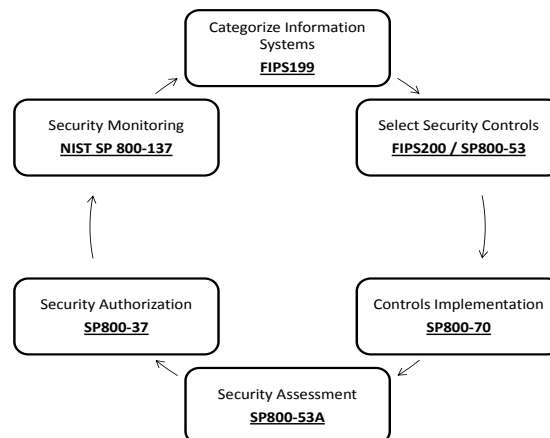 Categorize Information
Systems
FIPS199
Select Security Controls
FIPS200 / SP800-53
Controls Implementation
SP800-70
Security Assessment
SP800-53A
Security Authorization
SP800-37
Security Monitoring
NIST SP 800-137